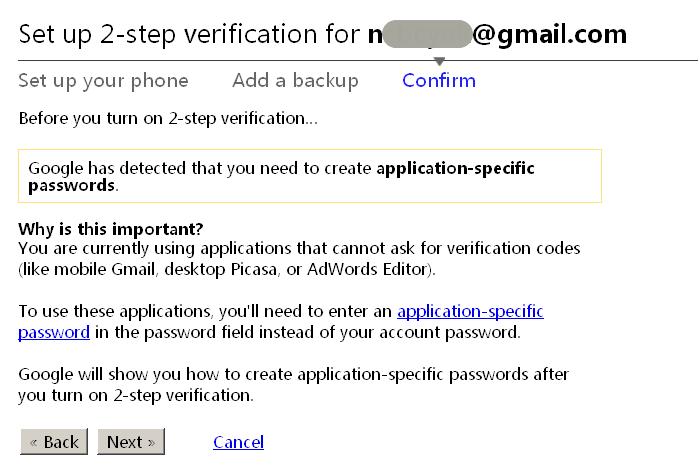 Set up 2-step verification for n @gmail.com
Set up your phone Add a backup Confirm
Before you turn on 2-step verification...
Google has detected that you need to create application-specific
passwords.
Why is this important?
You are currently using applications that cannot ask for verification codes
(like mobile Gmail, desktop Picasa, or AdWords Editor).
To use these applications, you'll need to enter an application-specific
password in the password field instead of your account password.
Google will show you how to create application-specific passwords after
you turn on 2-step verification.
« Back Next » Cancel